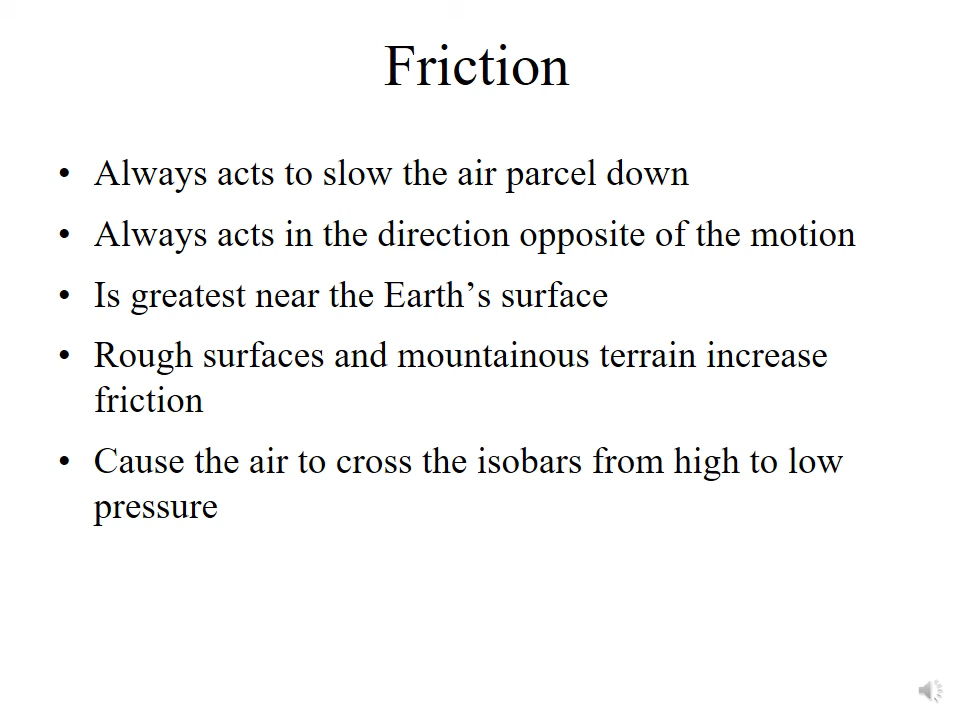 Friction
• Always acts to slow the air parcel down
• Always acts in the direction opposite of the motion
• Is greatest near the Earth’s surface
• Rough surfaces and mountainous terrain increase
friction
• Cause the air to cross the isobars from high to low
pressure